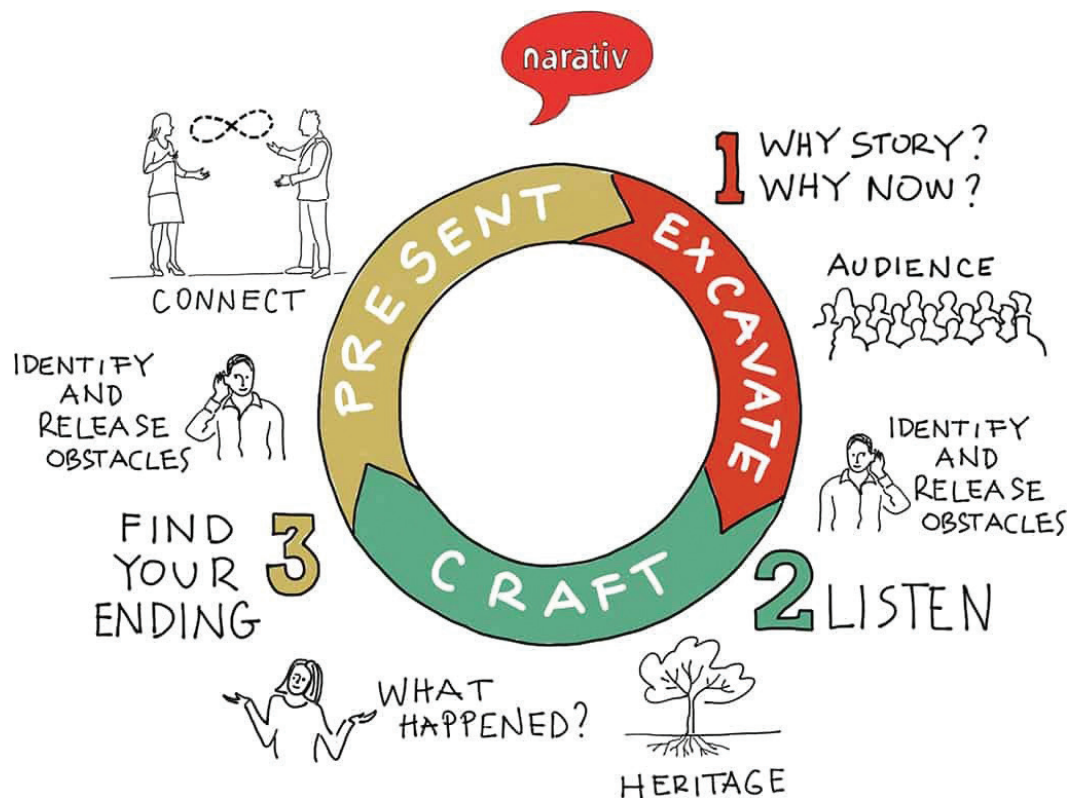 narativ
1 WHY STORY?
WHY NOW?
EXCAVATE
AUDIENCE
IDENTIFY
AND
RELEASE
OBSTACLES
2 LISTEN
CRAFT
HERITAGE
WHAT
HAPPENED?
3
FIND
YOUR
ENDING
PRESENT
IDENTIFY
AND
RELEASE
OBSTACLES
CONNECT